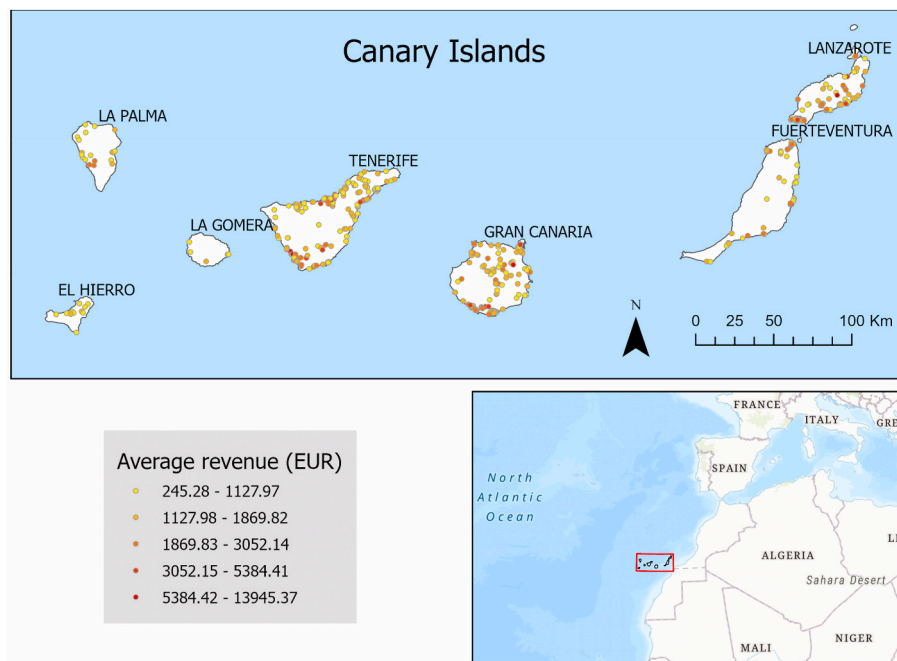 Canary Islands
LANZAROTE
LA PALMA
FUERTEVENTURA
TENERIFE
LA GOMERA
GRAN CANARIA
EL HIERRO
N
0 25 50 100 Km
Average revenue (EUR)
245.28 - 1127.97
1127.98 - 1869.82
1869.83 - 3052.14
3052.15 - 5384.41
5384.42 - 13945.37
FRANCE
ITALY
GRE
SPAIN
North
Atlantic
Ocean
ALGERIA
LI
Sahara Desert
MALI
NIGER